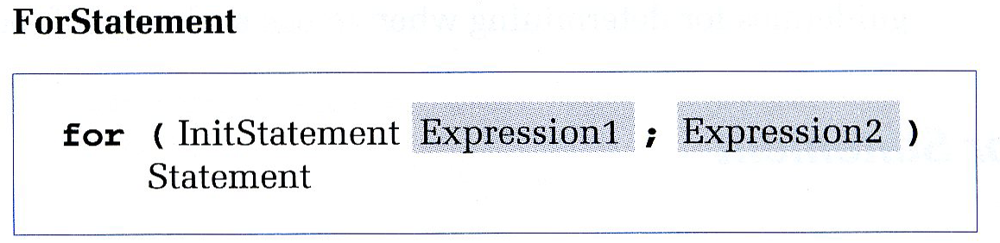 ForStatement
for ( InitStatement Expression1 ; Expression2 )
Statement